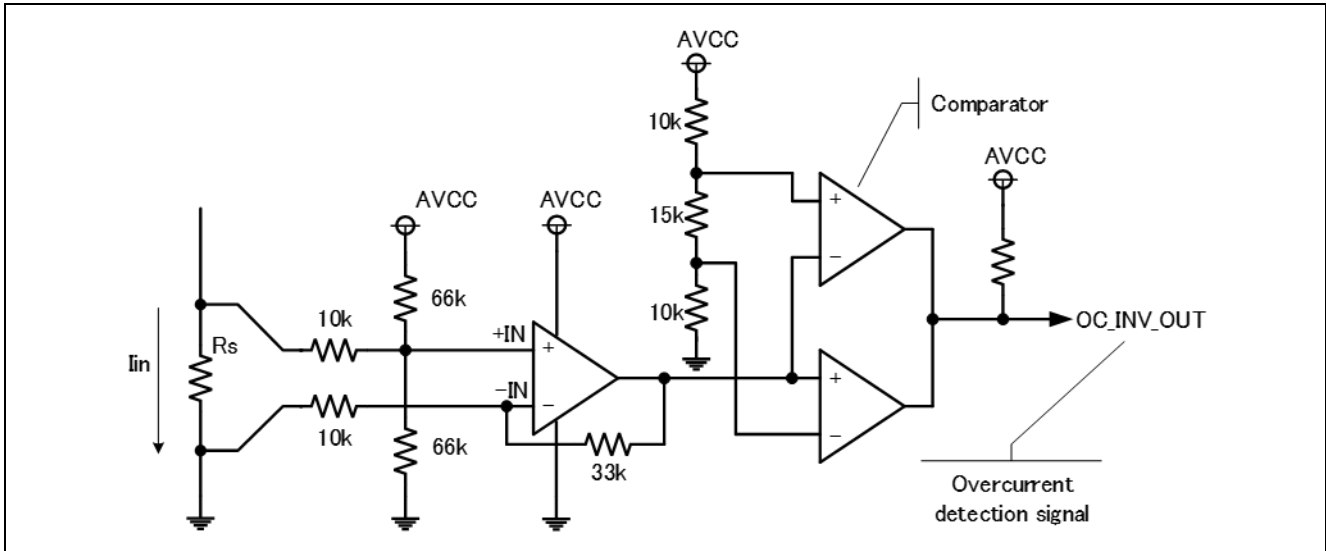 AVCC
Comparator
10k
AVCC
AVCC
AVCC
+
15k
−
66k
10k
10k
OC_INV_OUT
+IN
+
Rs
Iin
−IN
−
+
−
10k
66k
33k
Overcurrent
detection signal